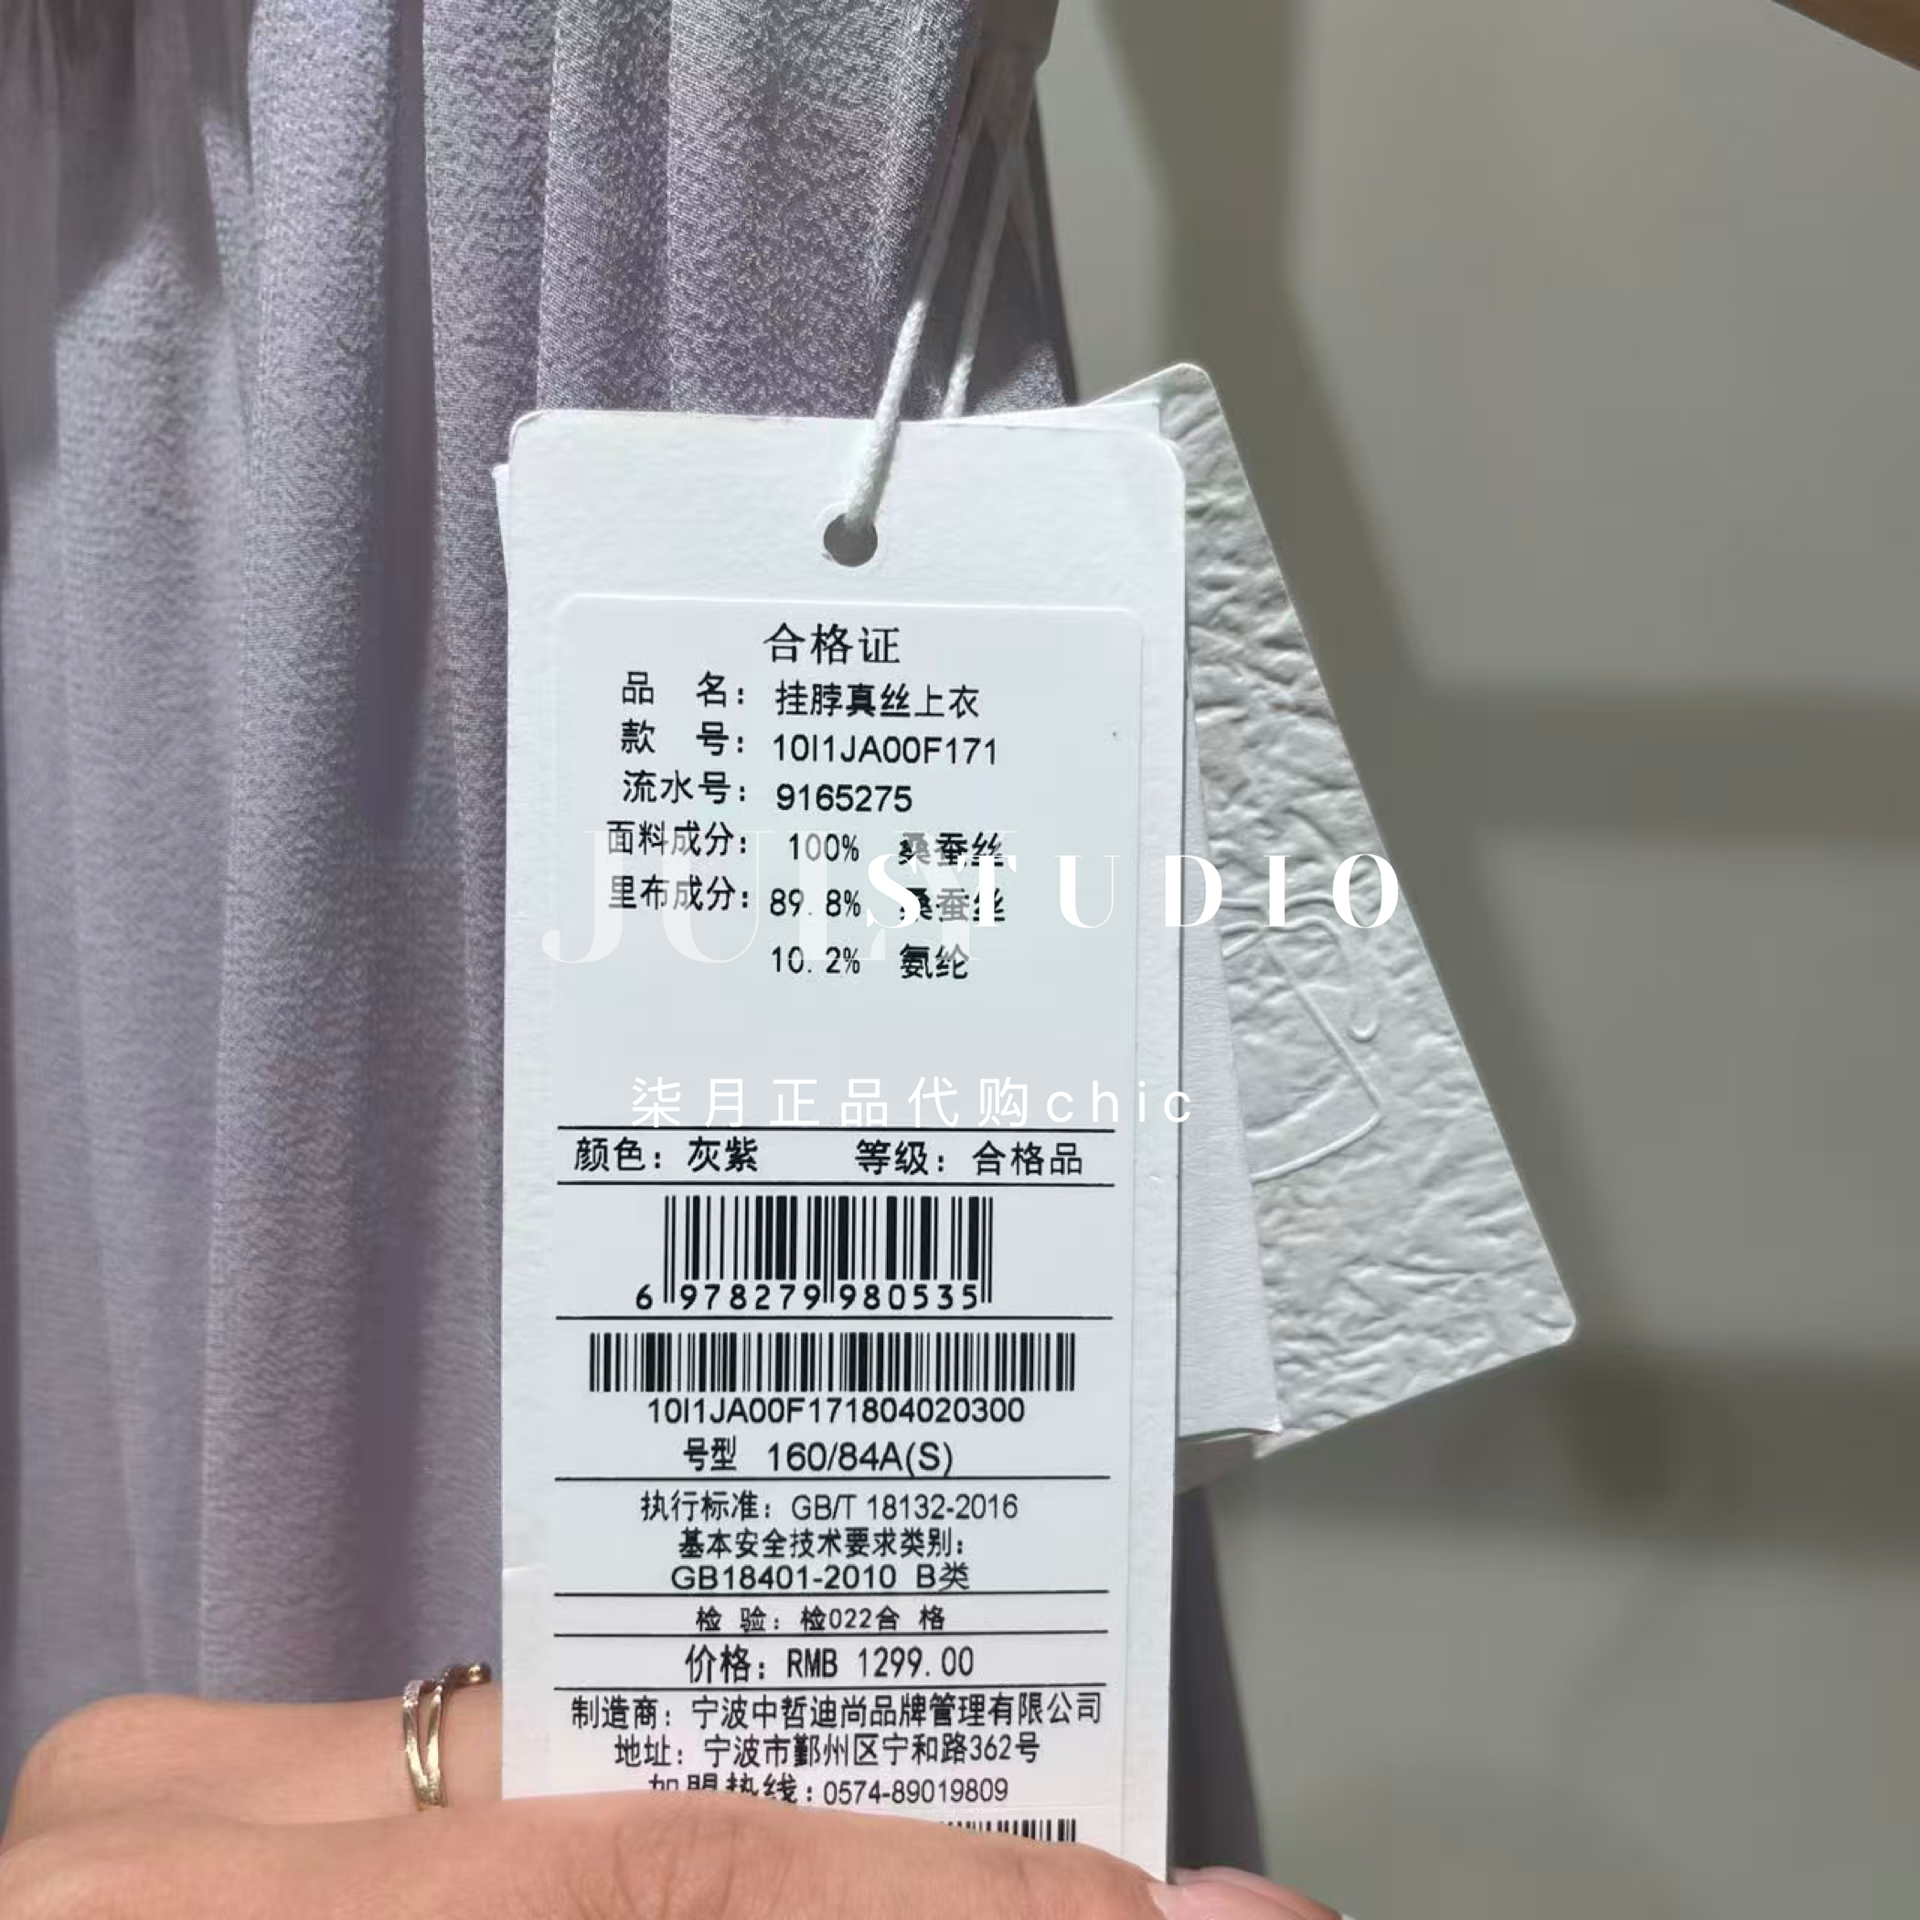 合格证
品 名：挂脖真丝上衣
款 号：10I1JA00F171
流水号：9165275
面料成分：100% 桑蚕丝
里布成分：89.8% 桑蚕丝
10.2% 氨纶
JULY STUDIO
柒月正品代购chic
颜色：灰紫 等级：合格品
6 978279 980535
10I1JA00F171804020300
号型 160/84A(S)
执行标准：GB/T 18132-2016
基本安全技术要求类别：
GB18401-2010 B类
检 验：检022合 格
价格：RMB 1299.00
制造商：宁波中哲迪尚品牌管理有限公司
地址：宁波市鄞州区宁和路362号
加盟热线：0574-89019809